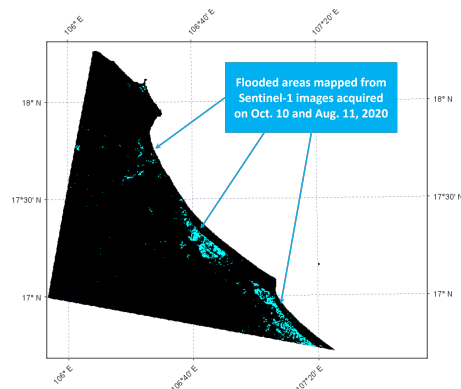 106° E
106°40'
107°20'
Flooded areas mapped from
Sentinel-1 images acquired
on Oct. 10 and Aug. 11, 2020
18° N
18° N
17°30'
17°30'
17° N
17° N
106° E
106°40'
107°20'